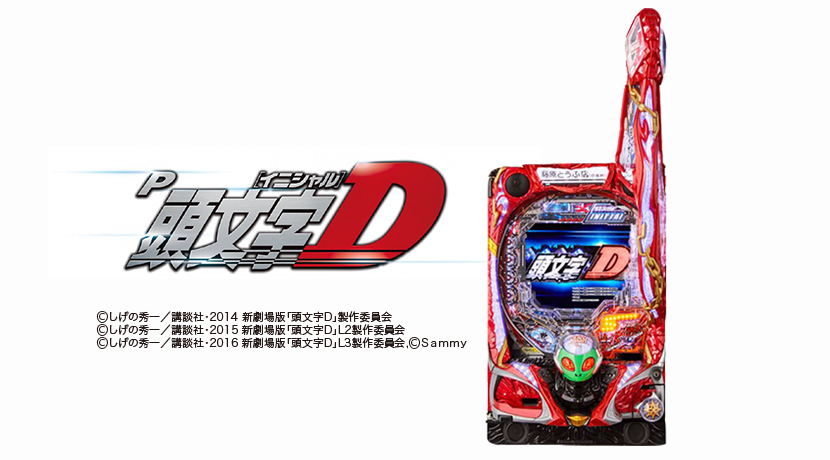 P
[イニシャル]
頭文字D
Ⓒしげの秀一／講談社・2014 新劇場版「頭文字D」製作委員会
Ⓒしげの秀一／講談社・2015 新劇場版「頭文字D」L2製作委員会
Ⓒしげの秀一／講談社・2016 新劇場版「頭文字D」L3製作委員会,ⒸSammy
藤原とうふ店
頭文字D